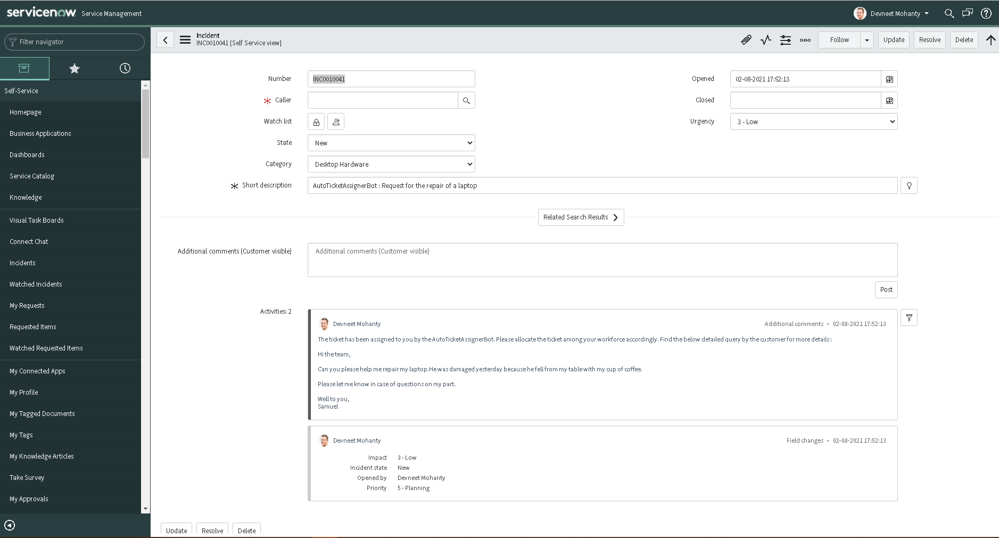 servicenow. Service Management
Devneet Mohanty
Filter navigator
Self-Service
Homepage
Business Applications
Dashboards
Service Catalog
Knowledge
Visual Task Boards
Connect Chat
Incidents
Watched Incidents
My Requests
Requested Items
Watched Requested Items
My Connected Apps
My Profile
My Tagged Documents
My Tags
My Knowledge Articles
Take Survey
My Approvals
Incident
INC0010041 [Self Service view]
Follow Update Resolve Delete
Number INC0010041
Opened 02-08-2021 17:52:13
Caller
Closed
Watch list
Urgency 3 - Low
State New
Category Desktop Hardware
Short description AutoTicketAssignerBot : Request for the repair of a laptop
Related Search Results
Additional comments (Customer visible) Additional comments (Customer visible)
Post
Activities: 2
Devneet Mohanty Additional comments • 02-08-2021 17:52:13
The ticket has been assigned to you by the AutoTicketAssignerBot. Please allocate the ticket among your workforce accordingly. Find the below detailed query by the customer for more details :
Hi the team,
Can you please help me repair my laptop.He was damaged yesterday because he fell from my table with my cup of coffee.
Please let me know in case of questions on my part.
Well to you,
Samuel
Devneet Mohanty Field changes • 02-08-2021 17:52:13
Impact 3 - Low
Incident state New
Opened by Devneet Mohanty
Priority 5 - Planning
Update Resolve Delete